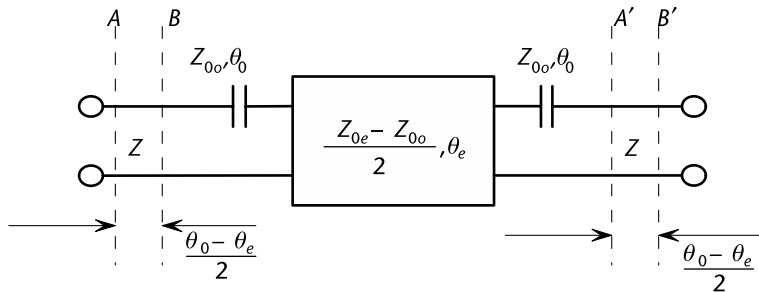 A B A′ B′
Z₀ₒ,θ₀ Z₀ₒ,θ₀
Z (Z₀ₑ − Z₀ₒ)/2 ,θₑ Z
(θ₀ − θₑ)/2 (θ₀ − θₑ)/2